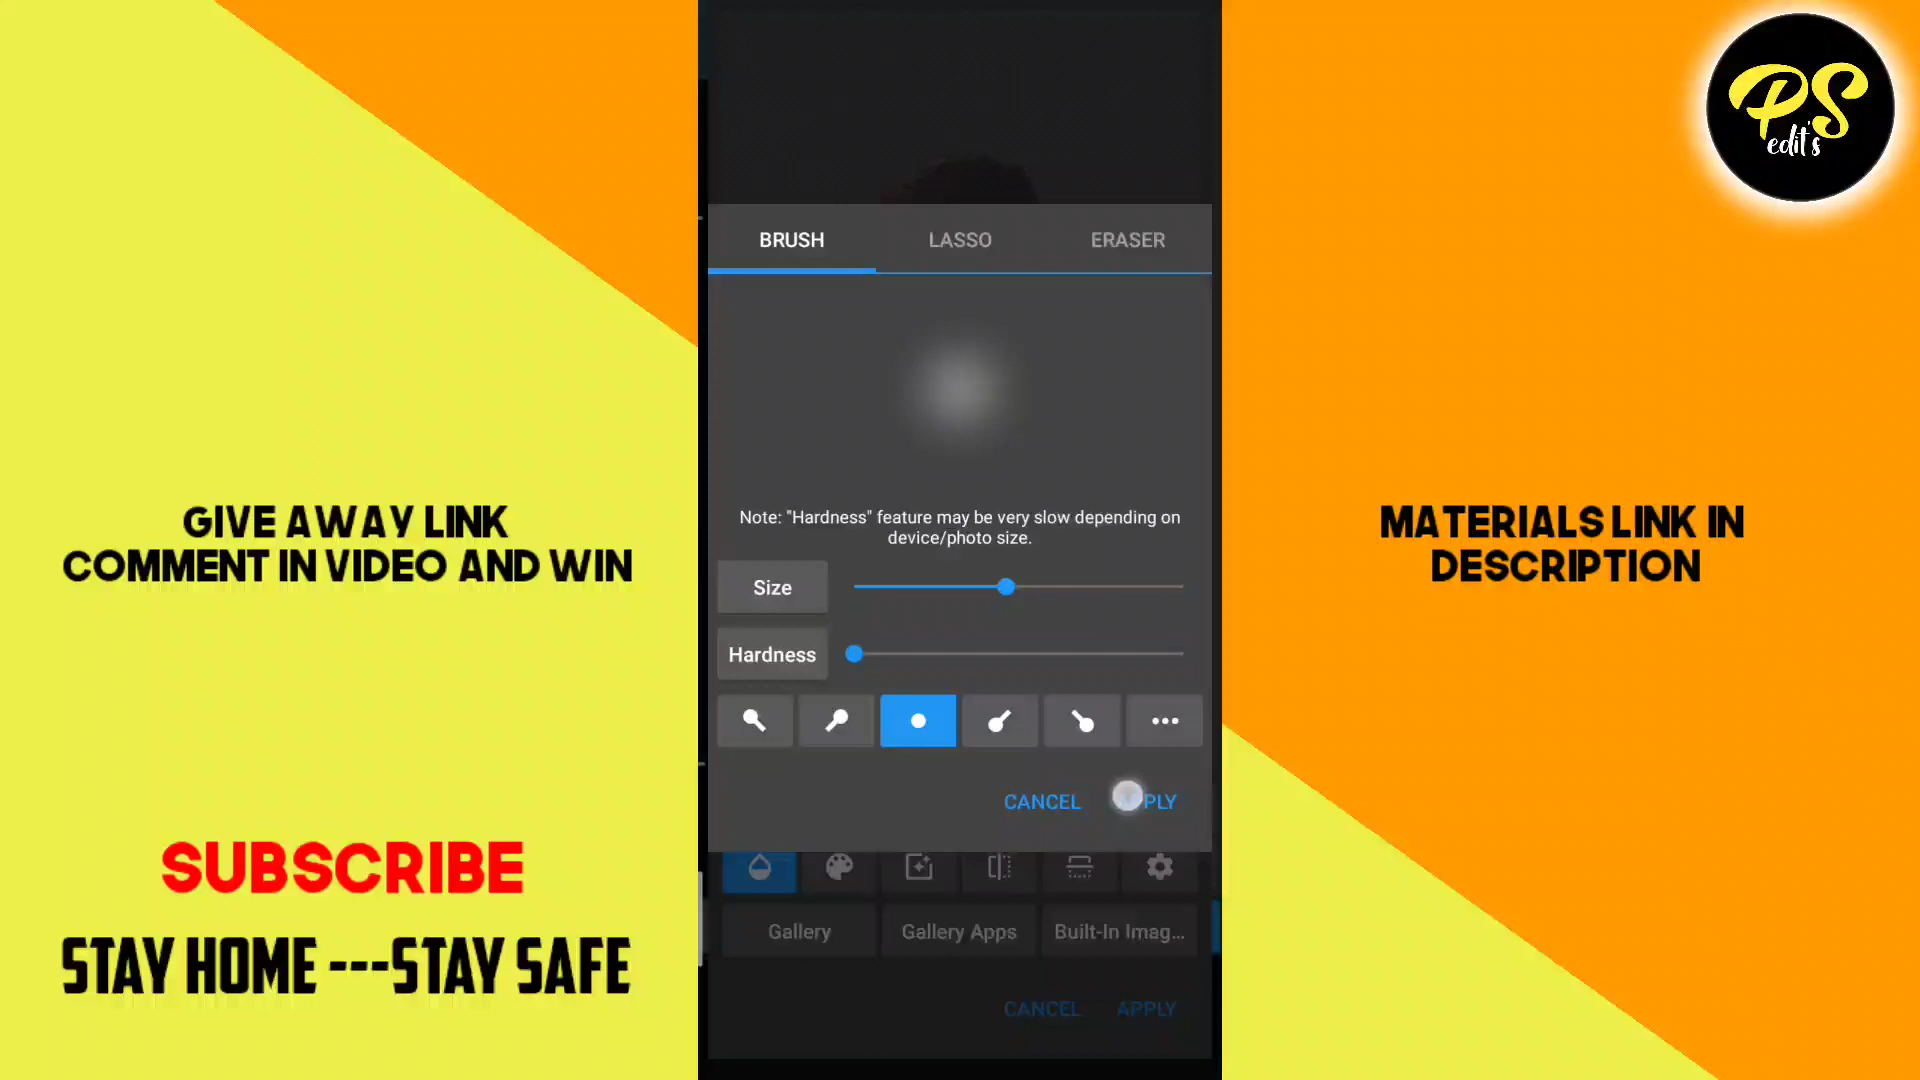 PS
edit's
BRUSH LASSO ERASER
Note: "Hardness" feature may be very slow depending on
device/photo size.
Size
Hardness
CANCEL
Gallery Gallery Apps Built-In Imag...
CANCEL APPLY
GIVE AWAY LINK
COMMENT IN VIDEO AND WIN
SUBSCRIBE
STAY HOME ---STAY SAFE
MATERIALS LINK IN
DESCRIPTION